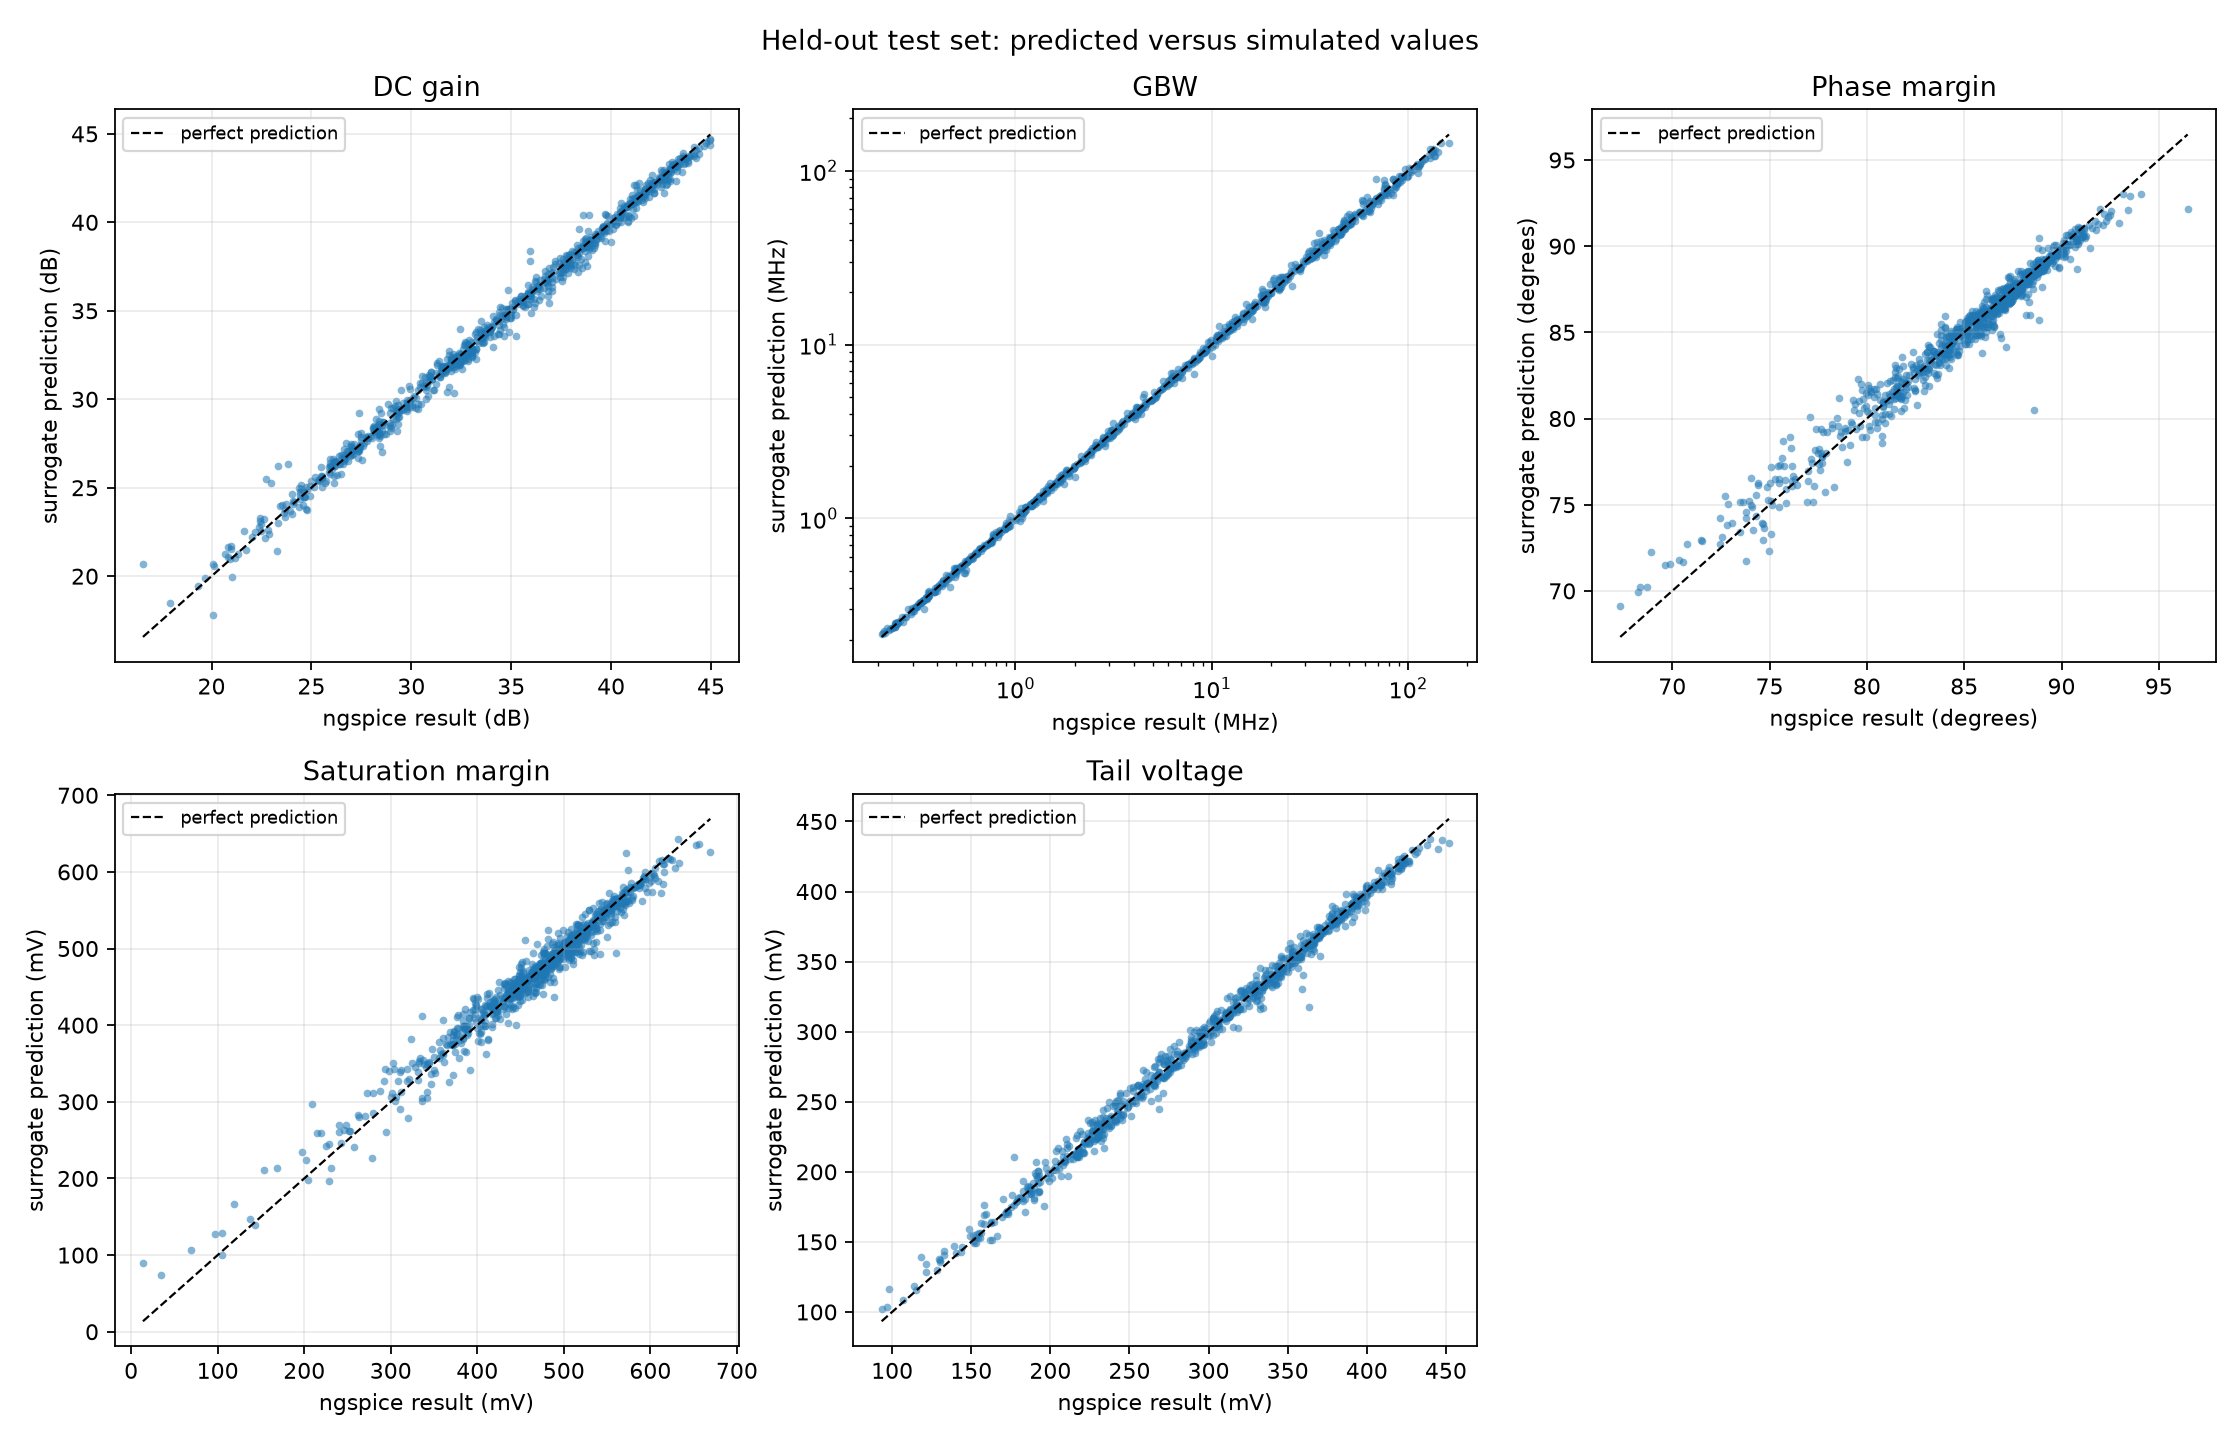 Held-out test set: predicted versus simulated values
DC gain
perfect prediction
surrogate prediction (dB)
45
40
35
30
25
20
20 25 30 35 40 45
ngspice result (dB)
GBW
perfect prediction
surrogate prediction (MHz)
10²
10¹
10⁰
10⁰ 10¹ 10²
ngspice result (MHz)
Phase margin
perfect prediction
surrogate prediction (degrees)
95
90
85
80
75
70
70 75 80 85 90 95
ngspice result (degrees)
Saturation margin
perfect prediction
surrogate prediction (mV)
700
600
500
400
300
200
100
0
0 100 200 300 400 500 600 700
ngspice result (mV)
Tail voltage
perfect prediction
surrogate prediction (mV)
450
400
350
300
250
200
150
100
100 150 200 250 300 350 400 450
ngspice result (mV)